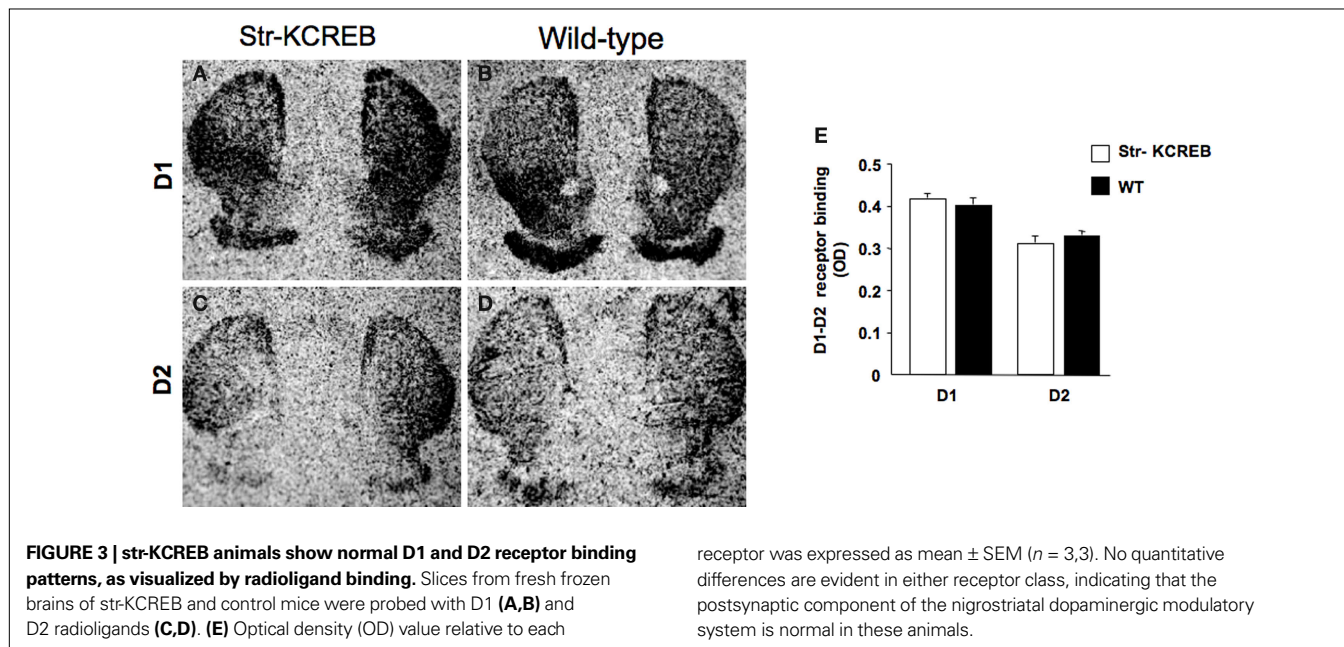 Str-KCREB
Wild-type
A
B
D1
C
D
D2
E
Str- KCREB
WT
D1-D2 receptor binding
(OD)
0.5
0.4
0.3
0.2
0.1
0
D1
D2
FIGURE 3 | str-KCREB animals show normal D1 and D2 receptor binding
patterns, as visualized by radioligand binding. Slices from fresh frozen
brains of str-KCREB and control mice were probed with D1 (A,B) and
D2 radioligands (C,D). (E) Optical density (OD) value relative to each
receptor was expressed as mean ± SEM (n = 3,3). No quantitative
differences are evident in either receptor class, indicating that the
postsynaptic component of the nigrostriatal dopaminergic modulatory
system is normal in these animals.